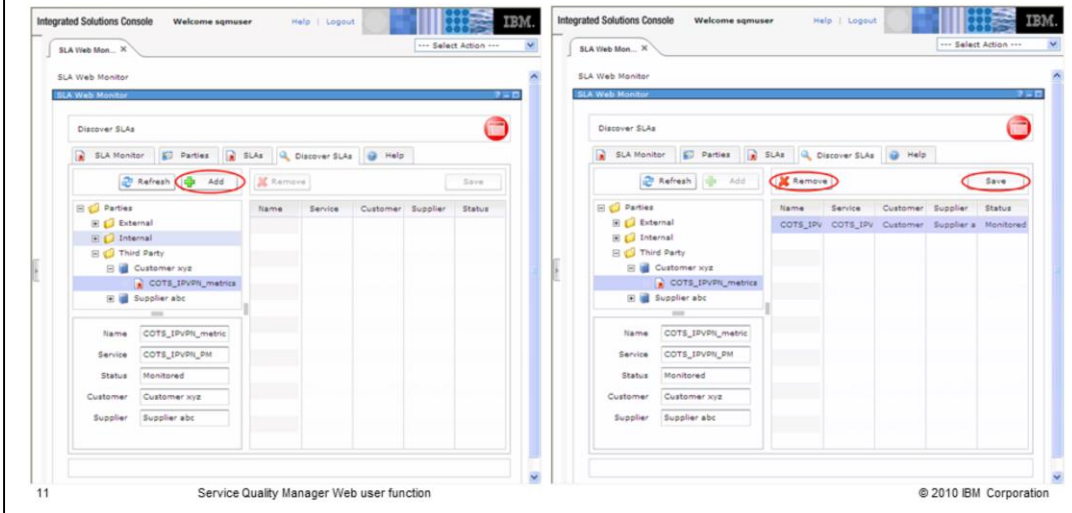 Integrated Solutions Console Welcome sqmuser Help | Logout IBM.
SLA Web Mon... X --- Select Action ---
SLA Web Monitor
SLA Web Monitor ?
Discover SLAs
SLA Monitor Parties SLAs Discover SLAs Help
Refresh Add Remove Save
Parties
External
Internal
Third Party
Customer xyz
COTS_IPVPN_metrics
Supplier abc
Name Service Customer Supplier Status
Name COTS_IPVPN_metric
Service COTS_IPVPN_PM
Status Monitored
Customer Customer xyz
Supplier Supplier abc
Integrated Solutions Console Welcome sqmuser Help | Logout IBM.
SLA Web Mon... X --- Select Action ---
SLA Web Monitor
SLA Web Monitor ?
Discover SLAs
SLA Monitor Parties SLAs Discover SLAs Help
Refresh Add Remove Save
Parties
External
Internal
Third Party
Customer xyz
COTS_IPVPN_metrics
Supplier abc
Name Service Customer Supplier Status
COTS_IPV COTS_IPV Customer Supplier a Monitored
Name COTS_IPVPN_metric
Service COTS_IPVPN_PM
Status Monitored
Customer Customer xyz
Supplier Supplier abc
11 Service Quality Manager Web user function © 2010 IBM Corporation